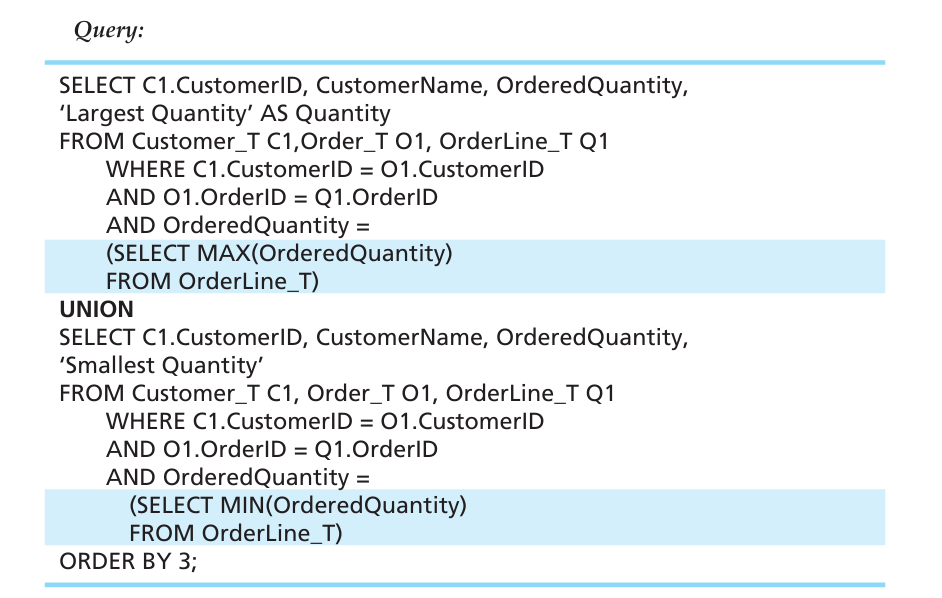 Query:
SELECT C1.CustomerID, CustomerName, OrderedQuantity,
‘Largest Quantity’ AS Quantity
FROM Customer_T C1,Order_T O1, OrderLine_T Q1
WHERE C1.CustomerID = O1.CustomerID
AND O1.OrderID = Q1.OrderID
AND OrderedQuantity =
(SELECT MAX(OrderedQuantity)
FROM OrderLine_T)
UNION
SELECT C1.CustomerID, CustomerName, OrderedQuantity,
‘Smallest Quantity’
FROM Customer_T C1, Order_T O1, OrderLine_T Q1
WHERE C1.CustomerID = O1.CustomerID
AND O1.OrderID = Q1.OrderID
AND OrderedQuantity =
(SELECT MIN(OrderedQuantity)
FROM OrderLine_T)
ORDER BY 3;